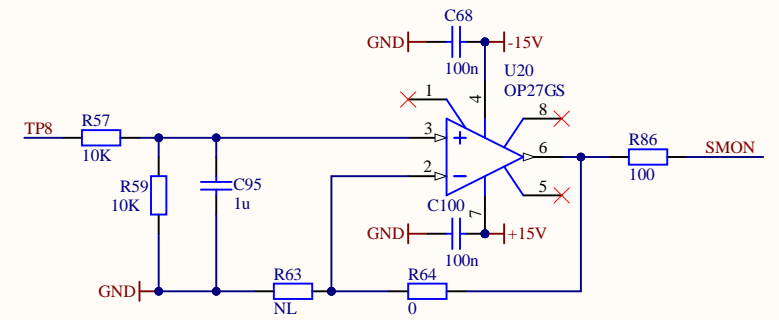 C68
GND
-15V
100n
U20
OP27GS
1
4
8
R57
TP8
3
10K
6
R86
SMON
100
R59
10K
C95
1u
2
5
C100
7
GND
+15V
100n
R63
R64
GND
NL
0